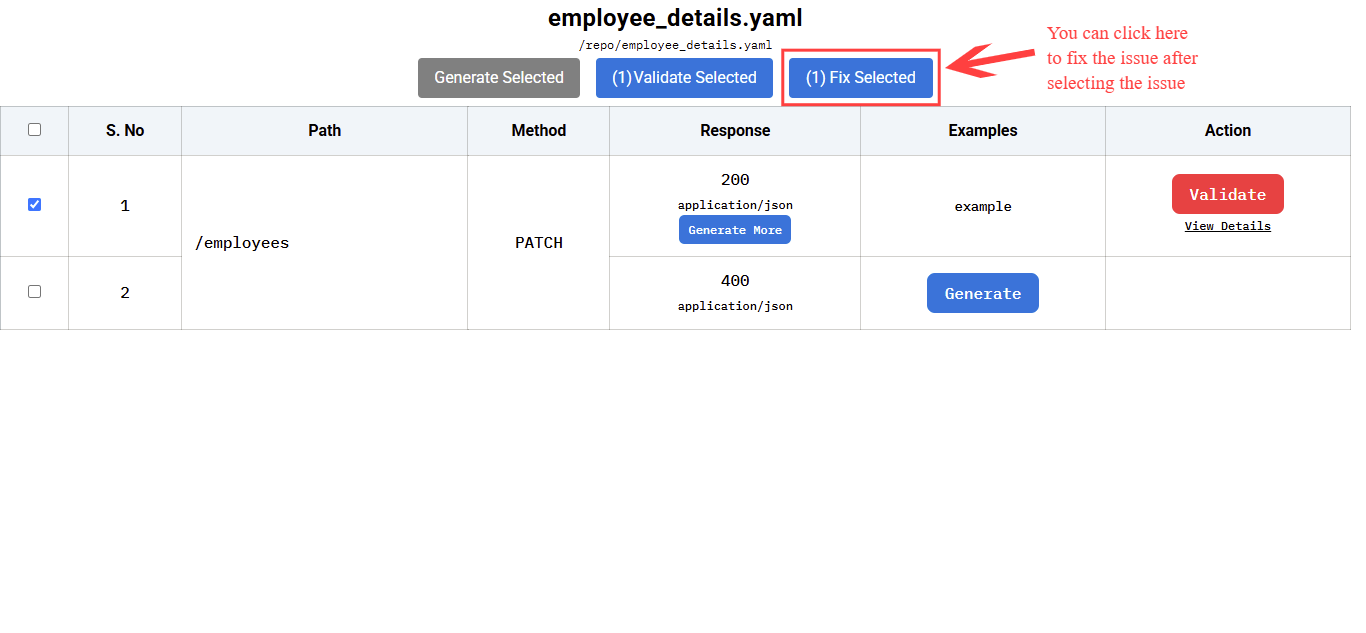 employee_details.yaml
/repo/employee_details.yaml
Generate Selected
(1) Validate Selected
(1) Fix Selected
You can click here
to fix the issue after
selecting the issue
S. No Path Method Response Examples Action
1 /employees PATCH 200
application/json
Generate More
example
Validate
View Details
2 400
application/json
Generate